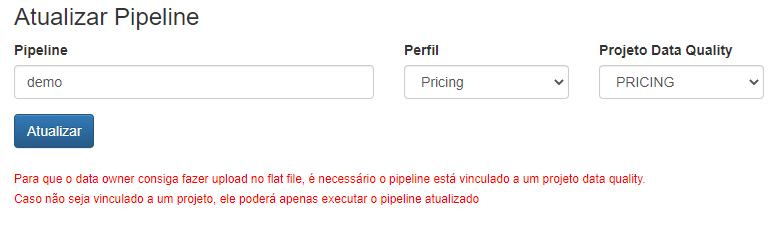 Atualizar Pipeline
Pipeline Perfil Projeto Data Quality
demo Pricing PRICING
Atualizar
Para que o data owner consiga fazer upload no flat file, é necessário o pipeline está vinculado a um projeto data quality.
Caso não seja vinculado a um projeto, ele poderá apenas executar o pipeline atualizado